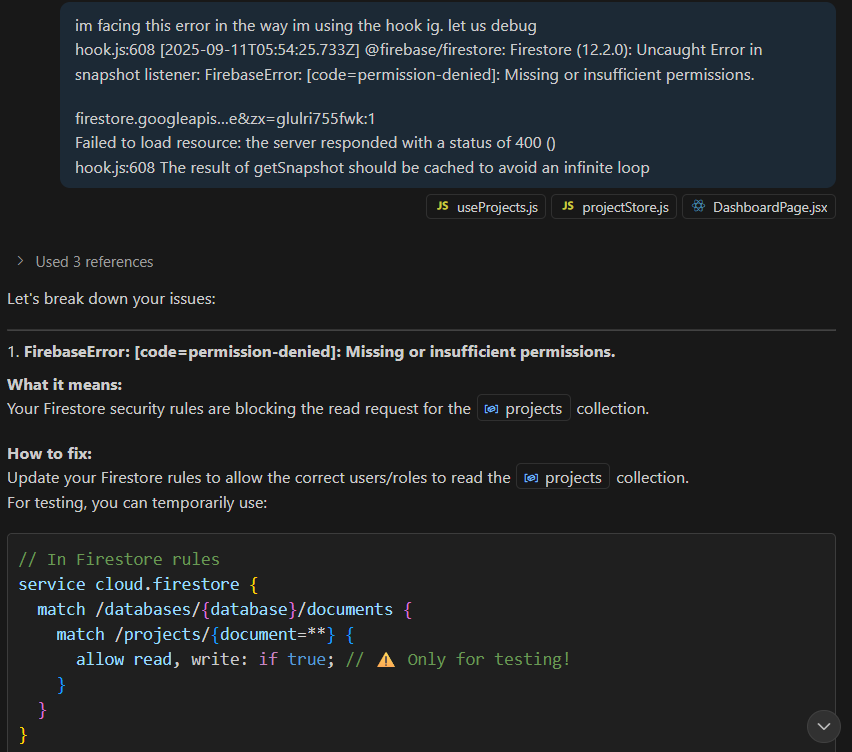 im facing this error in the way im using the hook ig. let us debug
hook.js:608 [2025-09-11T05:54:25.733Z] @firebase/firestore: Firestore (12.2.0): Uncaught Error in
snapshot listener: FirebaseError: [code=permission-denied]: Missing or insufficient permissions.
firestore.googleapis...e&zx=glulri755fwk:1
Failed to load resource: the server responded with a status of 400 ()
hook.js:608 The result of getSnapshot should be cached to avoid an infinite loop
JS useProjects.js JS projectStore.js DashboardPage.jsx
Used 3 references
Let's break down your issues:
1. FirebaseError: [code=permission-denied]: Missing or insufficient permissions.
What it means:
Your Firestore security rules are blocking the read request for the projects collection.
How to fix:
Update your Firestore rules to allow the correct users/roles to read the projects collection.
For testing, you can temporarily use:
// In Firestore rules
service cloud.firestore {
  match /databases/{database}/documents {
    match /projects/{document=**} {
      allow read, write: if true; // ⚠️ Only for testing!
    }
  }
}